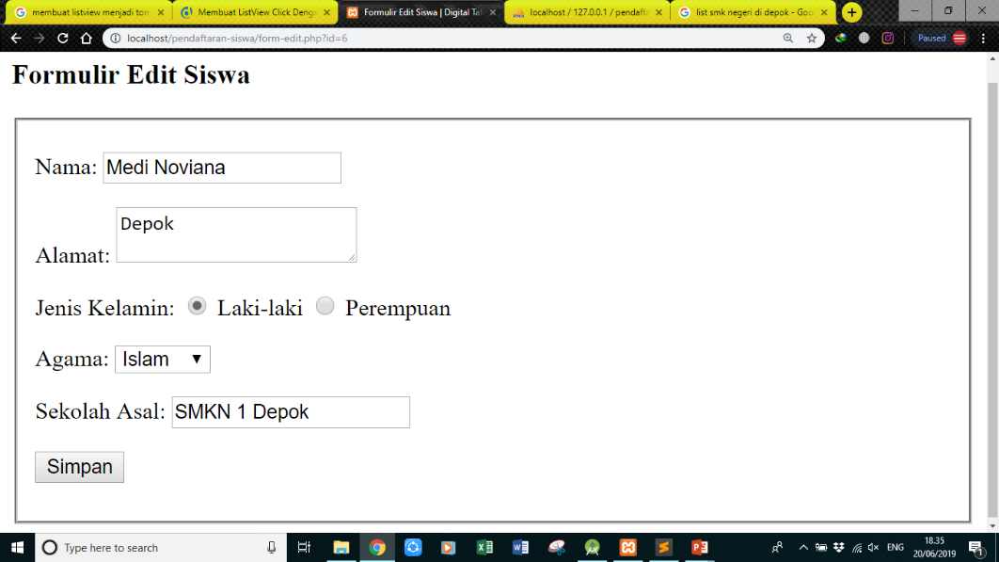 membuat listview menjadi tom
Membuat ListView Click Denga
Formulir Edit Siswa | Digital Tal
localhost / 127.0.0.1 / pendafta
list smk negeri di depok - Goo
localhost/pendaftaran-siswa/form-edit.php?id=6
Paused
Formulir Edit Siswa
Nama: Medi Noviana
Alamat: Depok
Jenis Kelamin: Laki-laki Perempuan
Agama: Islam
Sekolah Asal: SMKN 1 Depok
Simpan
Type here to search
ENG
18.35
20/06/2019
1